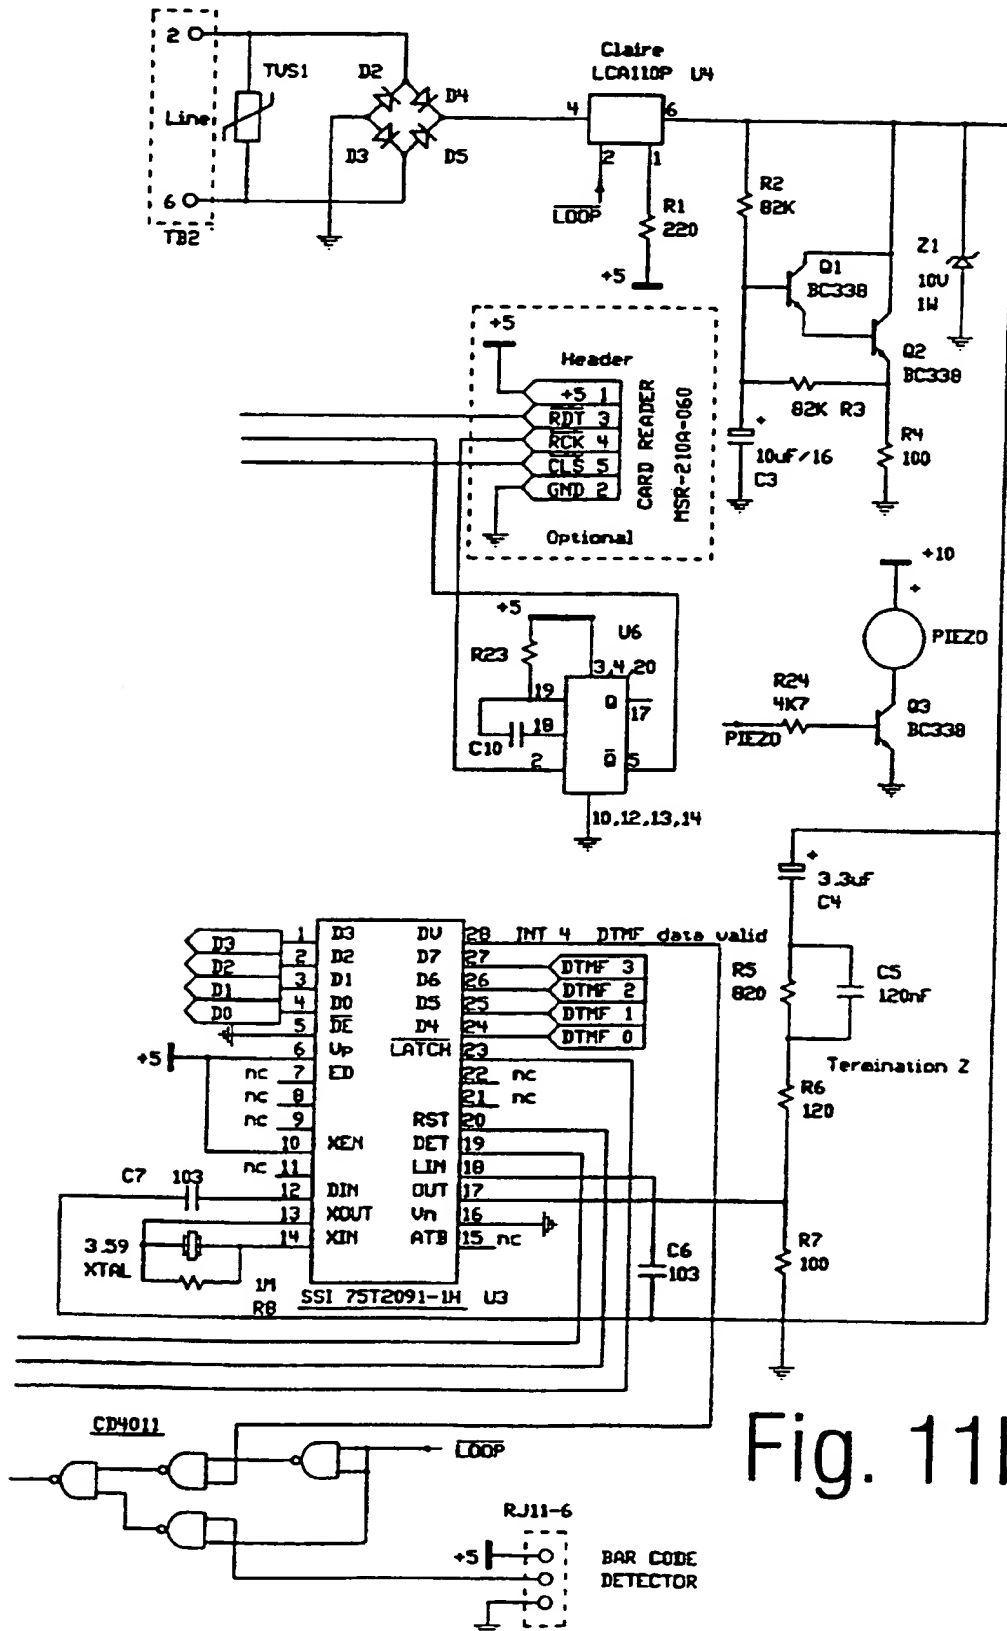 2
TVS1
Line
6
TB2
D2
D4
D3
D5
Claire
LCA110P U4
4
6
2
1
LOOP
R1
220
+5
R2
82K
Q1
BC338
Z1
10V
1W
Q2
BC338
82K R3
10uF/16
C3
R4
100
+5
Header
+5 1
RDT 3
RCK 4
CLS 5
GND 2
CARD READER
MSR-210A-060
Optional
+10
+
PIEZO
R24
4K7
PIEZO
Q3
BC338
+5
U6
R23
3,4,20
19
Q
17
18
C10
2
Q
5
10,12,13,14
+
3.3uF
C4
R5
820
C5
120nF
Termination Z
R6
120
R7
100
D3
D2
D1
D0
1 D3 DV 28 INT 4 DTMF data valid
2 D2 D7 27 DTMF 3
3 D1 D6 26 DTMF 2
4 D0 D5 25 DTMF 1
5 DE D4 24 DTMF 0
+5 6 Vp LATCH 23
nc 7 ED 22 nc
nc 8 21 nc
nc 9 RST 20
10 XEN DET 19
nc 11 LIN 18
C7 103 12 DIN OUT 17
13 XOUT Vn 16
14 XIN ATB 15 nc
3.59
XTAL
1M
R8
SSI 75T2091-1H U3
C6
103
CD4011
LOOP
Fig. 11
RJ11-6
+5
BAR CODE
DETECTOR